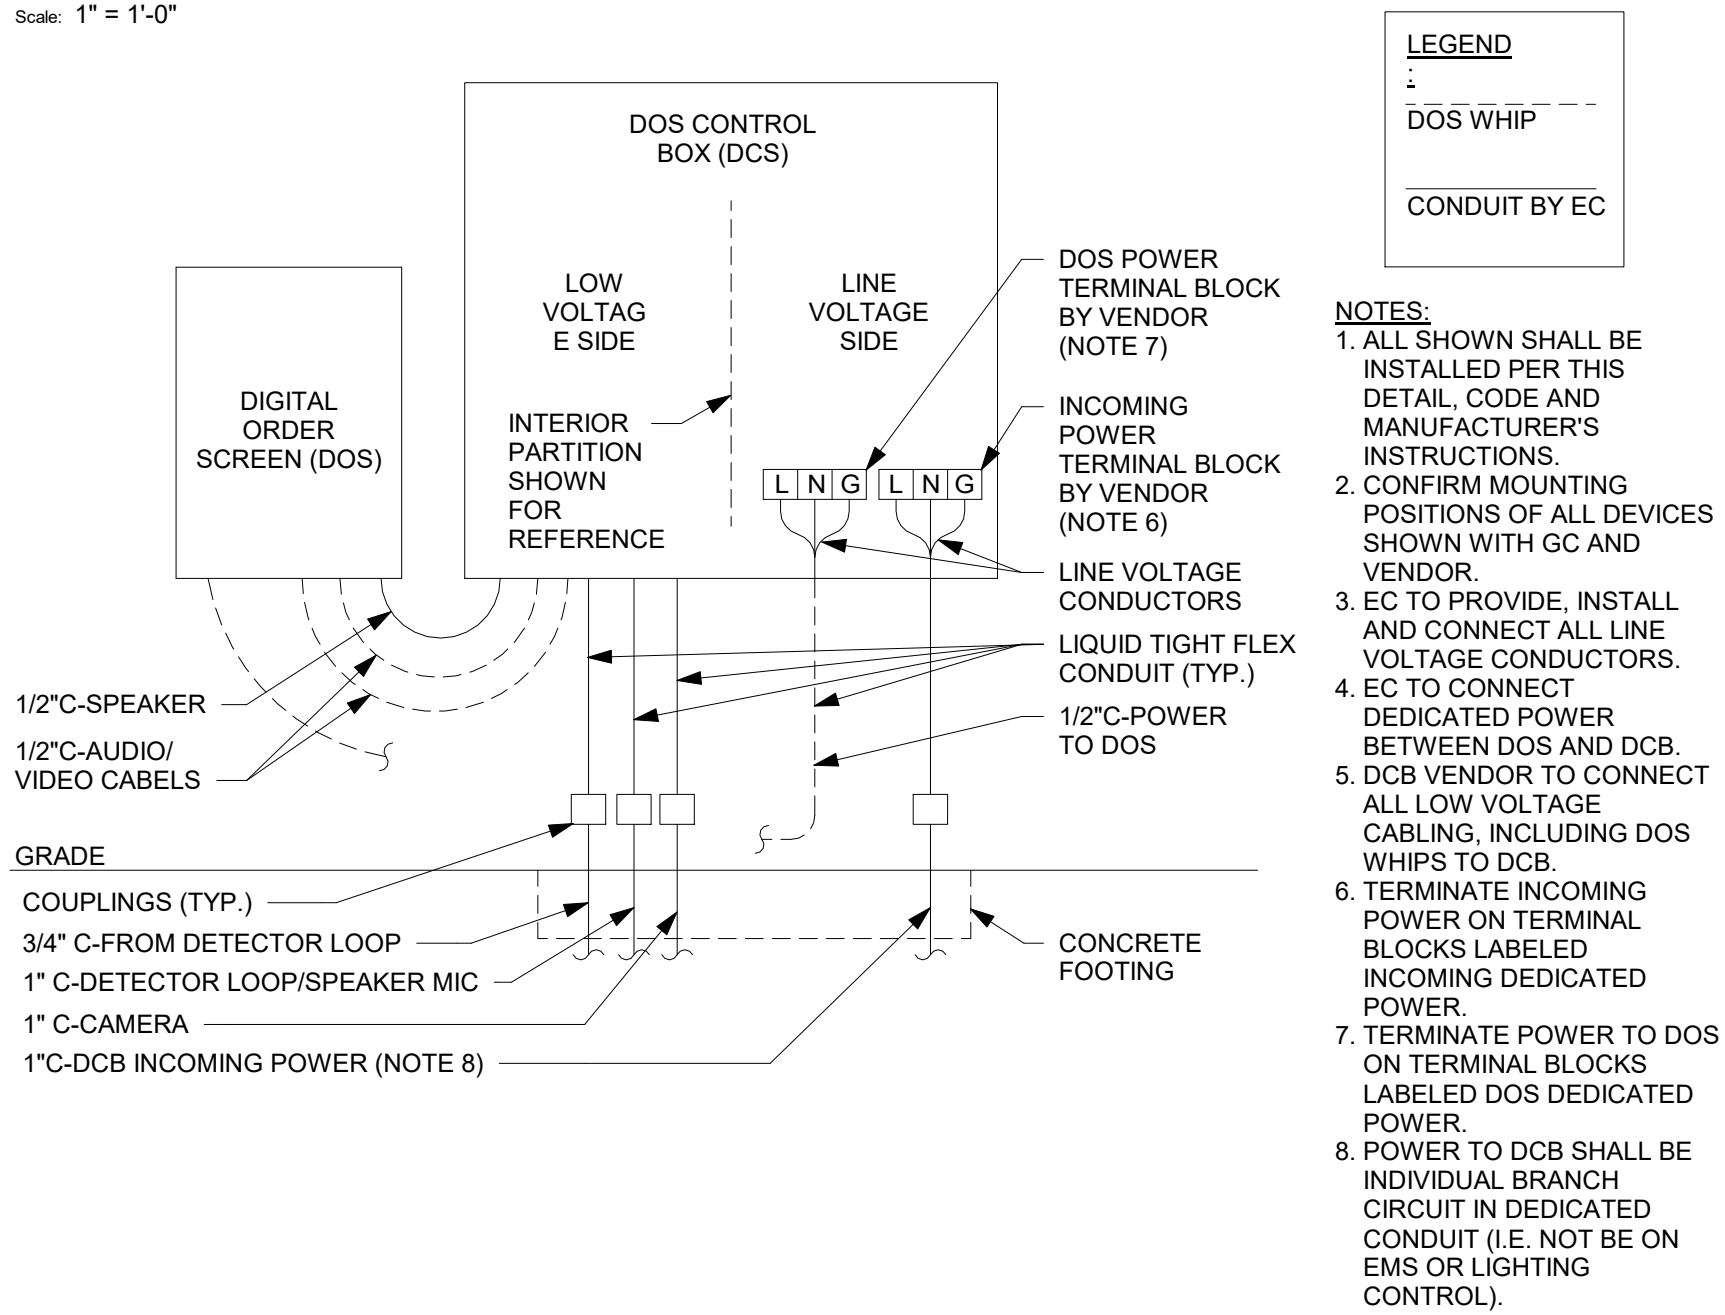 Scale: 1" = 1'-0"
LEGEND
:
DOS WHIP
CONDUIT BY EC
DOS CONTROL
BOX (DCS)
LOW
VOLTAG
E SIDE
LINE
VOLTAGE
SIDE
DIGITAL
ORDER
SCREEN (DOS)
INTERIOR
PARTITION
SHOWN
FOR
REFERENCE
L N G
L N G
DOS POWER
TERMINAL BLOCK
BY VENDOR
(NOTE 7)
INCOMING
POWER
TERMINAL BLOCK
BY VENDOR
(NOTE 6)
LINE VOLTAGE
CONDUCTORS
LIQUID TIGHT FLEX
CONDUIT (TYP.)
1/2"C-POWER
TO DOS
1/2"C-SPEAKER
1/2"C-AUDIO/
VIDEO CABELS
GRADE
COUPLINGS (TYP.)
3/4" C-FROM DETECTOR LOOP
1" C-DETECTOR LOOP/SPEAKER MIC
1" C-CAMERA
1"C-DCB INCOMING POWER (NOTE 8)
CONCRETE
FOOTING
NOTES:
1. ALL SHOWN SHALL BE
INSTALLED PER THIS
DETAIL, CODE AND
MANUFACTURER'S
INSTRUCTIONS.
2. CONFIRM MOUNTING
POSITIONS OF ALL DEVICES
SHOWN WITH GC AND
VENDOR.
3. EC TO PROVIDE, INSTALL
AND CONNECT ALL LINE
VOLTAGE CONDUCTORS.
4. EC TO CONNECT
DEDICATED POWER
BETWEEN DOS AND DCB.
5. DCB VENDOR TO CONNECT
ALL LOW VOLTAGE
CABLING, INCLUDING DOS
WHIPS TO DCB.
6. TERMINATE INCOMING
POWER ON TERMINAL
BLOCKS LABELED
INCOMING DEDICATED
POWER.
7. TERMINATE POWER TO DOS
ON TERMINAL BLOCKS
LABELED DOS DEDICATED
POWER.
8. POWER TO DCB SHALL BE
INDIVIDUAL BRANCH
CIRCUIT IN DEDICATED
CONDUIT (I.E. NOT BE ON
EMS OR LIGHTING
CONTROL).